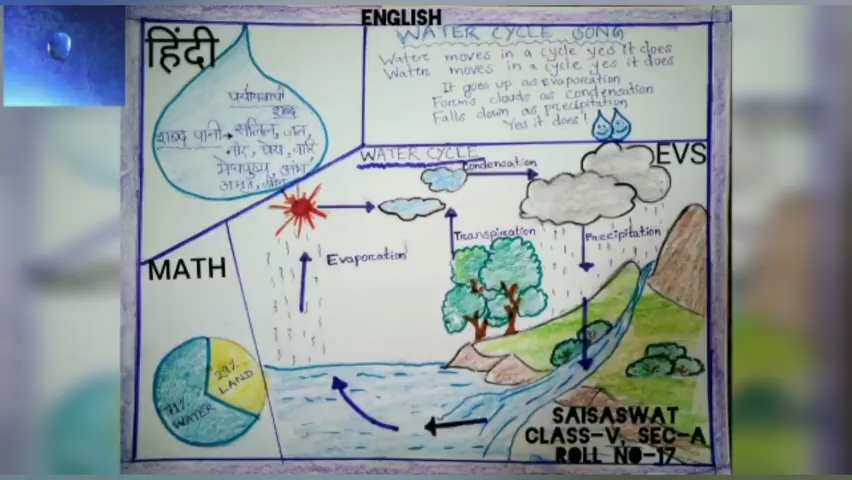 ENGLISH
हिंदी
पर्यायवाची
शब्द
शब्द पानी → सलिल, जल,
नीर, पेय, वारि
मेघपुष्प, अंभ
अमृत,
WATER CYCLE SONG
Water moves in a cycle yes it does
Water moves in a cycle yes it does
It goes up as evaporation
Forms clouds as condensation
Falls down as precipitation
Yes it does!
WATER CYCLE
EVS
Condensation
Transpiration
Precipitation
Evaporation
MATH
29%
LAND
71%
WATER
SAISASWAT
CLASS-V, SEC-A
ROLL NO-17